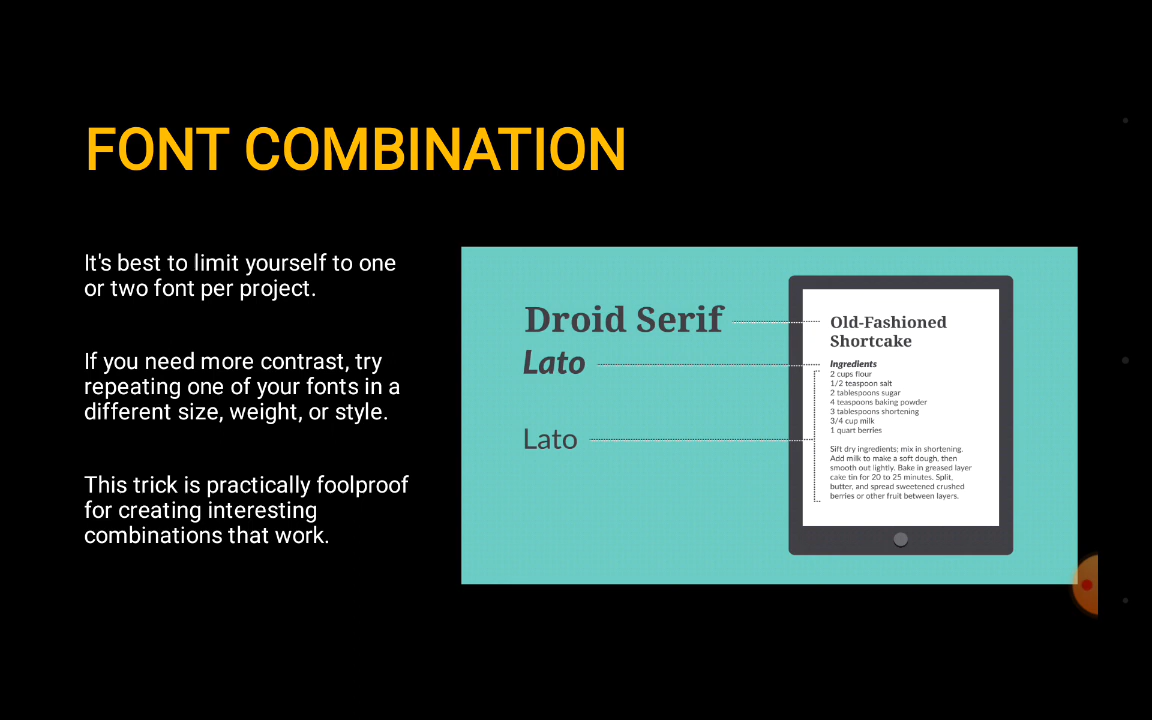 FONT COMBINATION
It's best to limit yourself to one
or two font per project.
If you need more contrast, try
repeating one of your fonts in a
different size, weight, or style.
This trick is practically foolproof
for creating interesting
combinations that work.
Droid Serif
Lato
Lato
Old-Fashioned
Shortcake
Ingredients
2 cups flour
1/2 teaspoon salt
2 tablespoons sugar
4 teaspoons baking powder
3 tablespoons shortening
3/4 cup milk
1 quart berries
Sift dry ingredients; mix in shortening.
Add milk to make a soft dough, then
smooth out lightly. Bake in greased layer
cake tin for 20 to 25 minutes. Split,
butter, and spread sweetened crushed
berries or other fruit between layers.